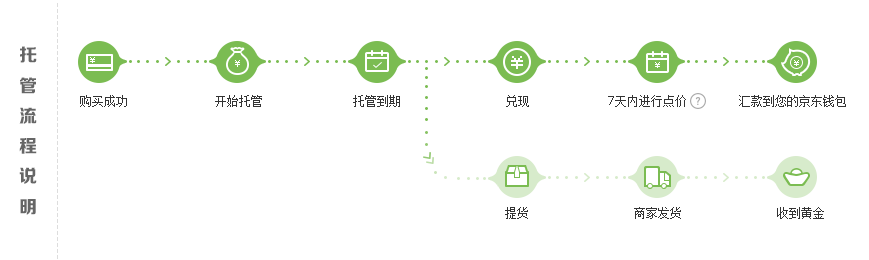 托管流程说明
购买成功
开始托管
托管到期
兑现
7天内进行点价 ?
汇款到您的京东钱包
提货
商家发货
收到黄金